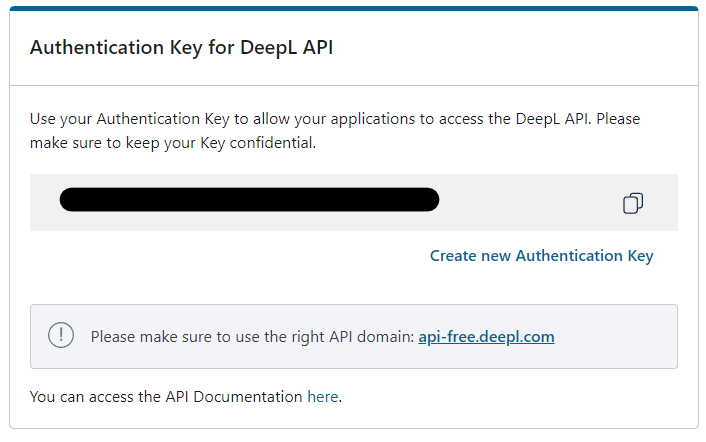 Authentication Key for DeepL API
Use your Authentication Key to allow your applications to access the DeepL API. Please
make sure to keep your Key confidential.
Create new Authentication Key
Please make sure to use the right API domain: api-free.deepl.com
You can access the API Documentation here.